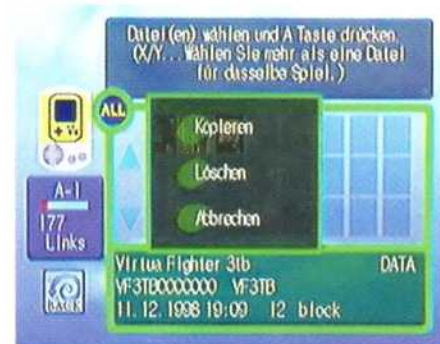 Datei(en) wählen und A Taste drücken.
(X/Y...Wählen Sie mehr als eine Datei
für dasselbe Spiel.)
ALL
Kopieren
Löschen
Abbrechen
A-1
177
Links
BACK
Virtua Fighter 3tb DATA
VF3TB0000000 VF3TB
11.12.1998 19:09 12 block